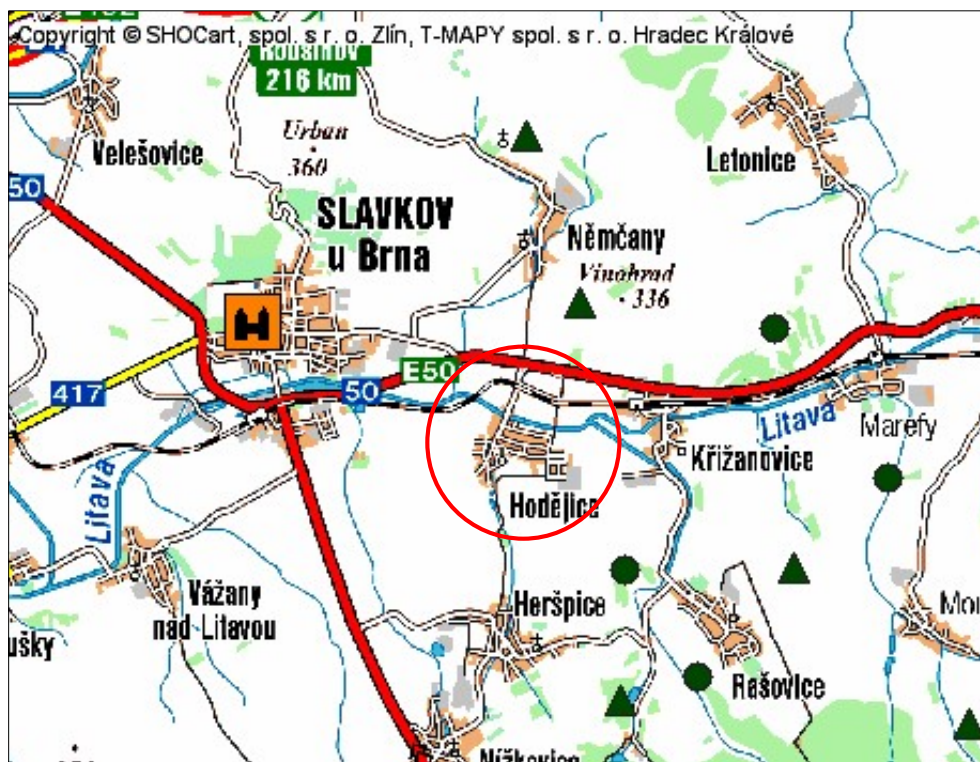 Copyright © SHOCart, spol. s r. o. Zlín, T-MAPY spol. s r. o. Hradec Králové
216 km
Urban
360
Velešovice
Letonice
50
SLAVKOV
u Brna
Němčany
Vinohrad
336
E50
417
50
Litava
Marefy
Křižanovice
Litava
Hodějice
Heršpice
Vážany
nad Litavou
Rašovice